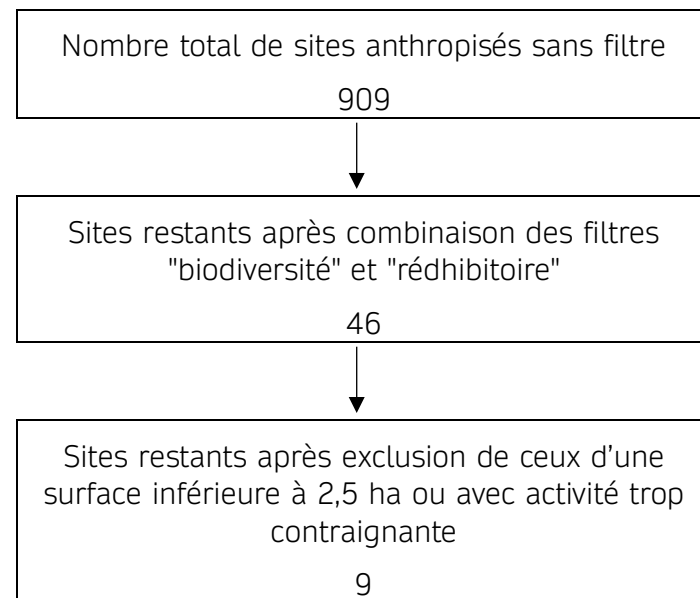 Nombre total de sites anthropisés sans filtre
909
Sites restants après combinaison des filtres
"biodiversité" et "rédhibitoire"
46
Sites restants après exclusion de ceux d’une
surface inférieure à 2,5 ha ou avec activité trop
contraignante
9